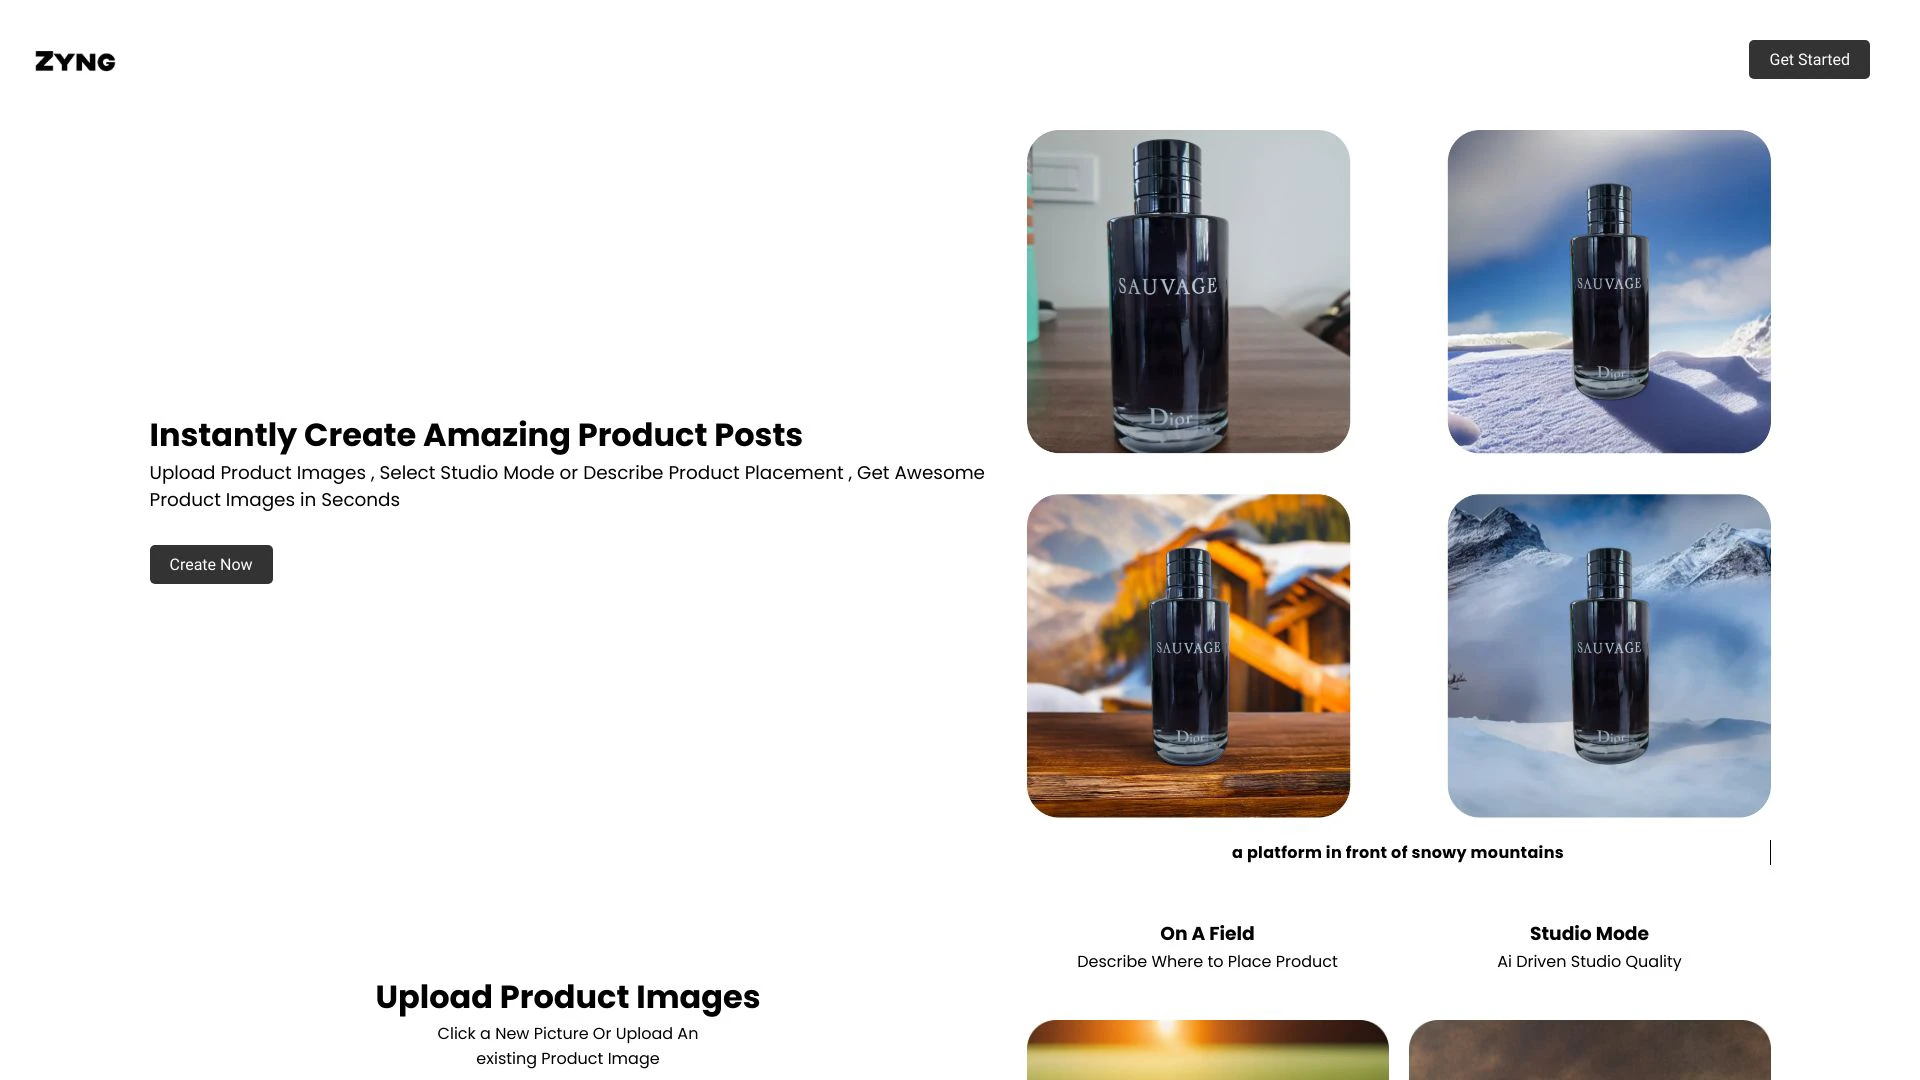 ZYNG
Get Started
SAUVAGE
Dior
SAUVAGE
Dior
Instantly Create Amazing Product Posts
Upload Product Images , Select Studio Mode or Describe Product Placement , Get Awesome
Product Images in Seconds
Create Now
SAUVAGE
Dior
SAUVAGE
Dior
a platform in front of snowy mountains
On A Field
Describe Where to Place Product
Studio Mode
Ai Driven Studio Quality
Upload Product Images
Click a New Picture Or Upload An
existing Product Image